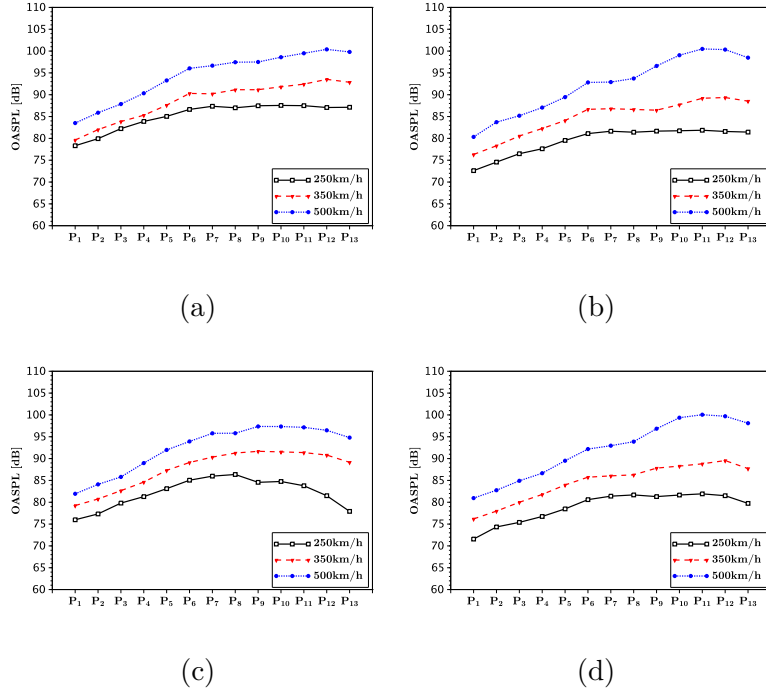 110
105
100
95
90
85
80
75
70
65
60
OASPL [dB]
P₁ P₂ P₃ P₄ P₅ P₆ P₇ P₈ P₉ P₁₀ P₁₁ P₁₂ P₁₃
250km/h
350km/h
500km/h
(a)
110
105
100
95
90
85
80
75
70
65
60
OASPL [dB]
P₁ P₂ P₃ P₄ P₅ P₆ P₇ P₈ P₉ P₁₀ P₁₁ P₁₂ P₁₃
250km/h
350km/h
500km/h
(b)
110
105
100
95
90
85
80
75
70
65
60
OASPL [dB]
P₁ P₂ P₃ P₄ P₅ P₆ P₇ P₈ P₉ P₁₀ P₁₁ P₁₂ P₁₃
250km/h
350km/h
500km/h
(c)
110
105
100
95
90
85
80
75
70
65
60
OASPL [dB]
P₁ P₂ P₃ P₄ P₅ P₆ P₇ P₈ P₉ P₁₀ P₁₁ P₁₂ P₁₃
250km/h
350km/h
500km/h
(d)